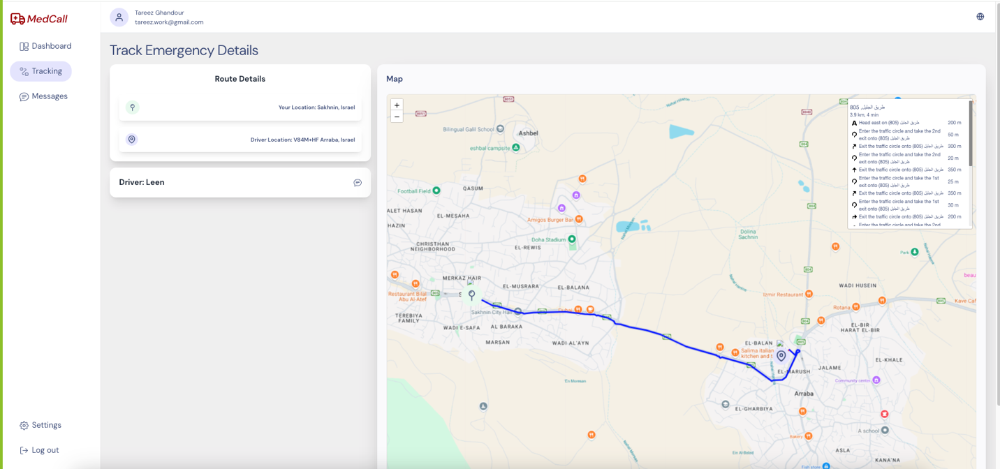 MedCall
Dashboard
Tracking
Messages
Settings
Log out
Tareez Ghandour
tareez.work@gmail.com
Track Emergency Details
Route Details
Your Location: Sakhnin, Israel
Driver Location: V84M+HF Arraba, Israel
Driver: Leen
Map
+
−
طريق الجليل, 805
3.9 km, 4 min
Head east on طريق الجليل (805) 200 m
Enter the traffic circle and take the 2nd 50 m
exit onto طريق الجليل (805)
Exit the traffic circle onto طريق الجليل (805) 300 m
Enter the traffic circle and take the 2nd 20 m
exit onto طريق الجليل (805)
Exit the traffic circle onto طريق الجليل (805) 350 m
Enter the traffic circle and take the 1st 25 m
exit onto طريق الجليل (805)
Exit the traffic circle onto طريق الجليل (805) 350 m
Enter the traffic circle and take the 1st 30 m
exit onto طريق الجليل (805)
Exit the traffic circle onto طريق الجليل (805) 200 m
Enter the traffic circle and take the 2nd
Bilingual Galil School
Ashbel
eshbal campsite
Football Field
QASUM
ALET HASAN
EL-MESAHA
HAZIN
Amigos Burger Bar
Doha Stadium
EL-REWIS
CHRISTHAN
NEIGHBORHOOD
Dolina
Sachnin
Park
MERKAZ HAIR
EL-MUSRARA
EL-BALANA
Restaurant Bilal
Abu Al-Atef
Sakhnin City Hall
Dubai
TEREBIYA
FAMILY
WADI E-SAFA
AL BARAKA
MARSAN
WADI AL'AYN
WADI HUSEIN
Izmir Restaurant
Rotana
Kave Caf
beau
EL-BIR
HARAT EL-BIR
EL-BALAN
Salima Italian
kitchen and
EL-MARUSH
JALAME
EL-KHALE
Community center
En Monsan
Arraba
EL-GHARBIYA
A school
Bakery
ASLA
En Al-Bated
KANA'NA
Fish store